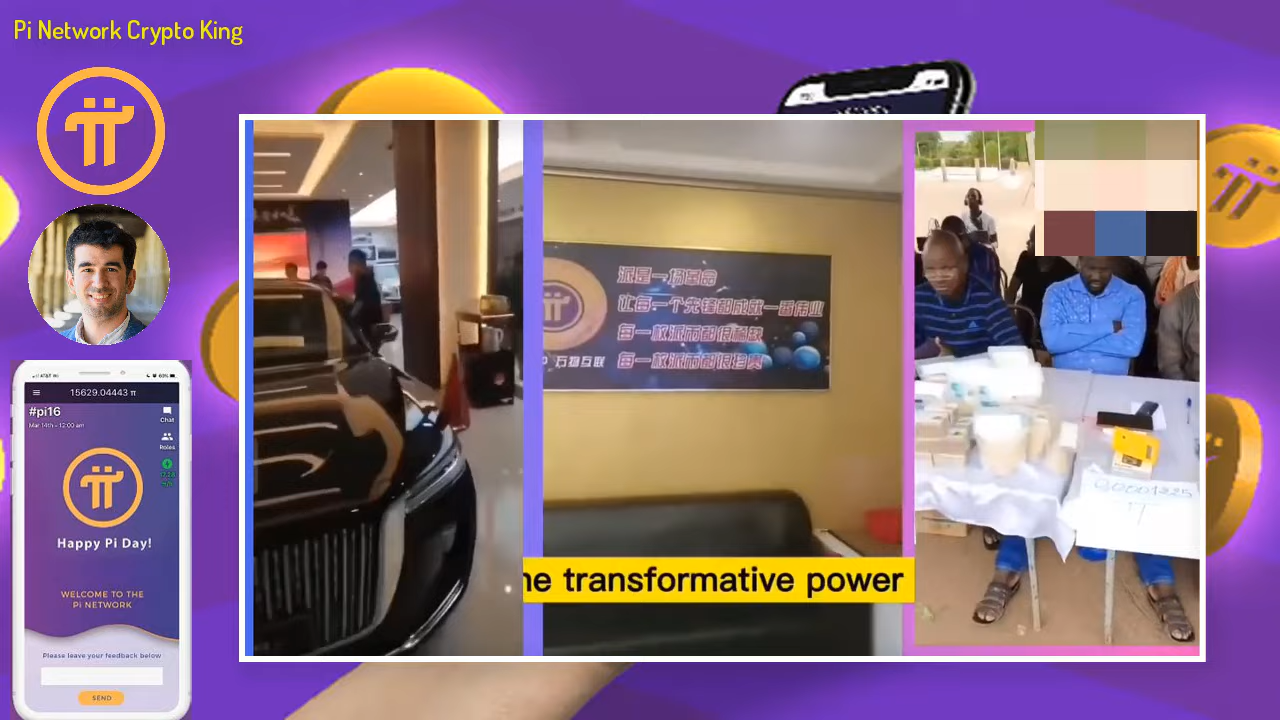 Pi Network Crypto King
15629.04443 π
#pi16
Mar 14th - 12:00 am
Chat
Roles
Happy Pi Day!
WELCOME TO THE
Pi NETWORK
Please leave your feedback below
SEND
派是一场革命
让每一个先锋都成就一番伟业
每一枚派币都很稀缺
每一枚派币都很珍贵
万物互联
he transformative power